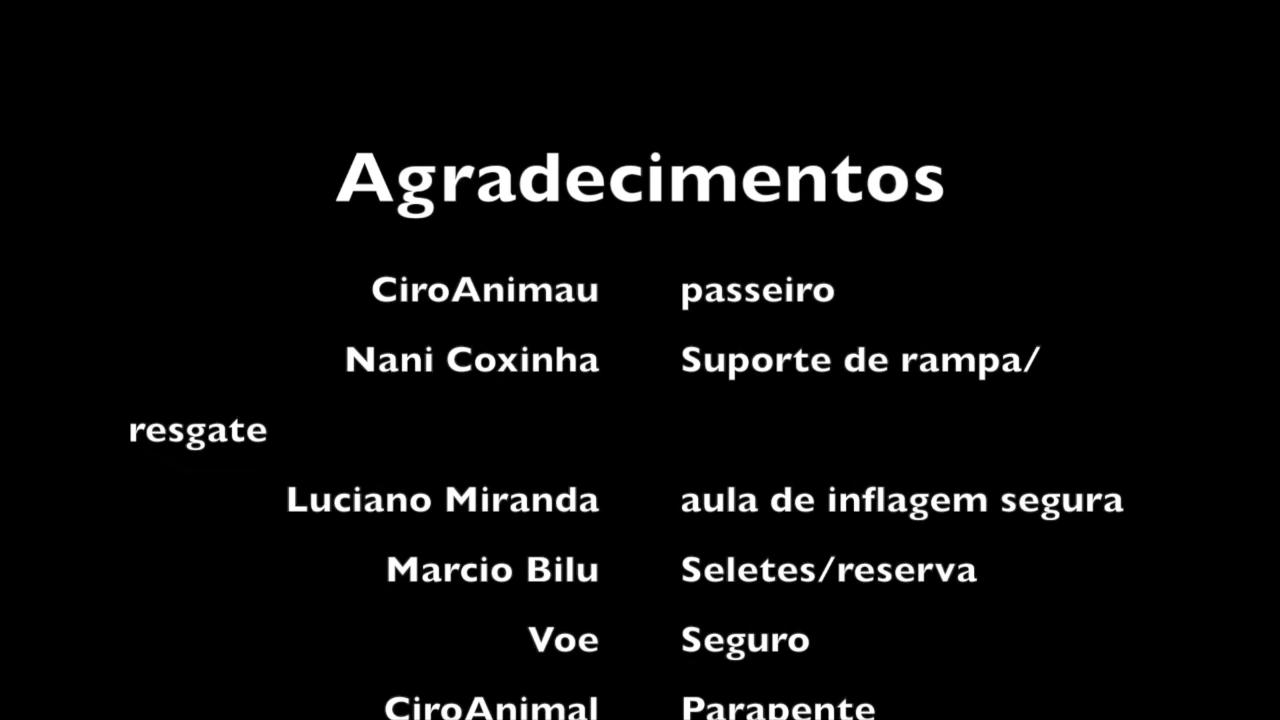 Agradecimentos
CiroAnimau passeiro
Nani Coxinha Suporte de rampa/
resgate
Luciano Miranda aula de inflagem segura
Marcio Bilu Seletes/reserva
Voe Seguro
CiroAnimal Parapente